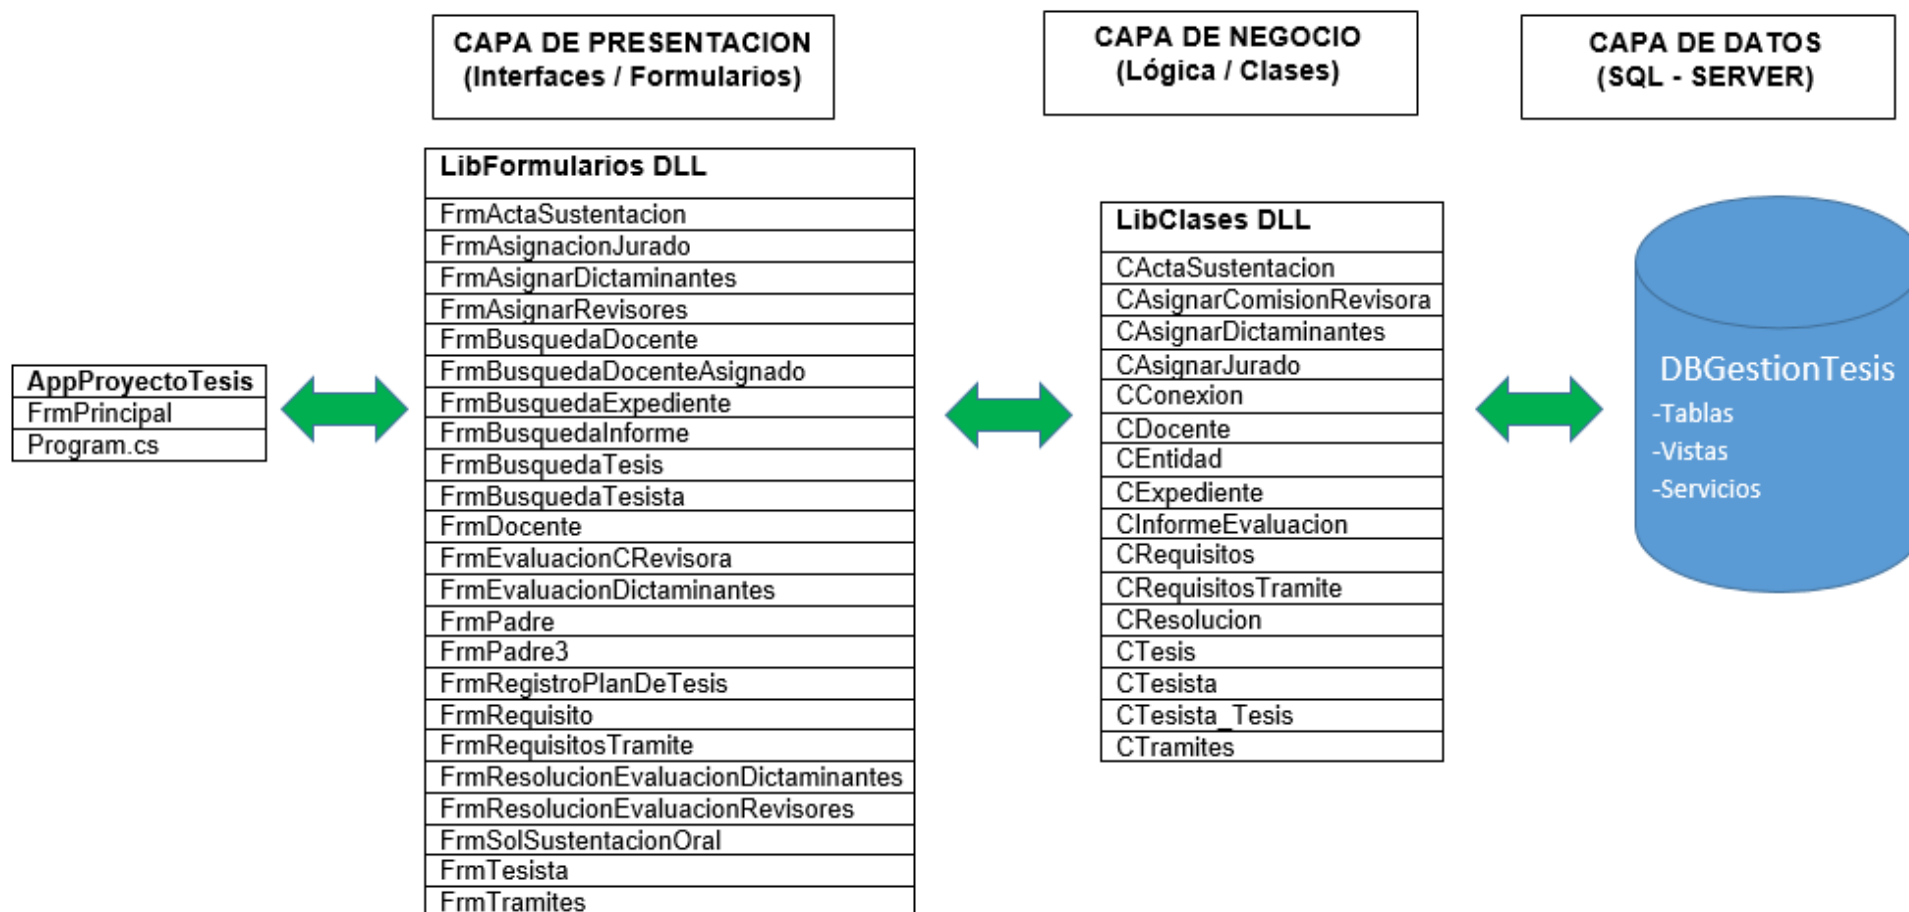 CAPA DE PRESENTACION
(Interfaces / Formularios)
CAPA DE NEGOCIO
(Lógica / Clases)
CAPA DE DATOS
(SQL - SERVER)
AppProyectoTesis
FrmPrincipal
Program.cs
LibFormularios DLL
FrmActaSustentacion
FrmAsignacionJurado
FrmAsignarDictaminantes
FrmAsignarRevisores
FrmBusquedaDocente
FrmBusquedaDocenteAsignado
FrmBusquedaExpediente
FrmBusquedaInforme
FrmBusquedaTesis
FrmBusquedaTesista
FrmDocente
FrmEvaluacionCRevisora
FrmEvaluacionDictaminantes
FrmPadre
FrmPadre3
FrmRegistroPlanDeTesis
FrmRequisito
FrmRequisitosTramite
FrmResolucionEvaluacionDictaminantes
FrmResolucionEvaluacionRevisores
FrmSolSustentacionOral
FrmTesista
FrmTramites
LibClases DLL
CActaSustentacion
CAsignarComisionRevisora
CAsignarDictaminantes
CAsignarJurado
CConexion
CDocente
CEntidad
CExpediente
CInformeEvaluacion
CRequisitos
CRequisitosTramite
CResolucion
CTesis
CTesista
CTesista_Tesis
CTramites
DBGestionTesis
-Tablas
-Vistas
-Servicios